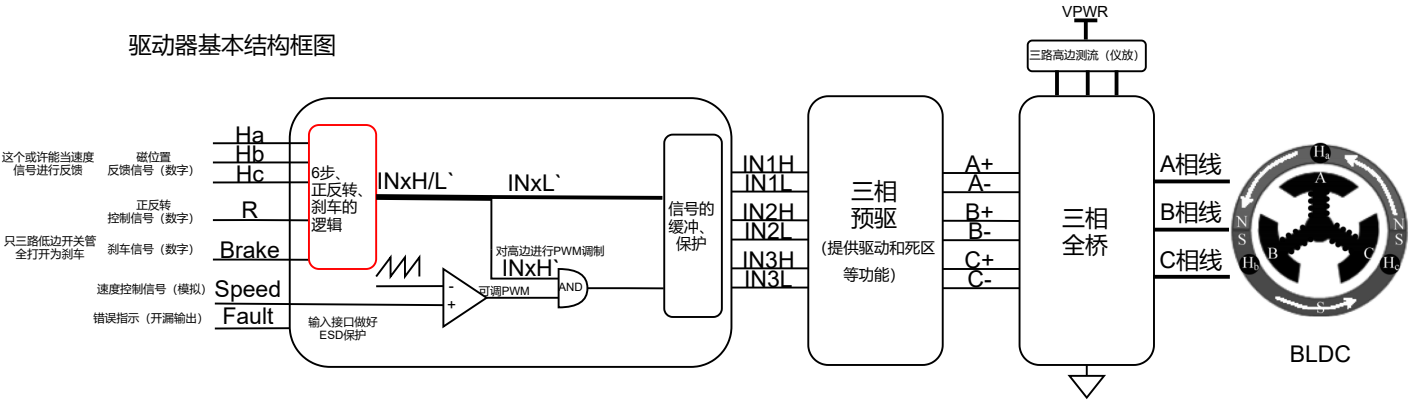 驱动器基本结构框图
VPWR
三路高边测流（仪放）
这个或许能当速度
信号进行反馈
磁位置
反馈信号（数字）
Ha
Hb
Hc
正反转
控制信号（数字）
R
只三路低边开关管
全打开为刹车
刹车信号（数字）
Brake
速度控制信号（模拟）
Speed
错误指示（开漏输出）
Fault
6步、
正反转、
刹车的
逻辑
INxH/L`
INxL`
对高边进行PWM调制
INxH`
-
+
可调PWM
AND
输入接口做好
ESD保护
信号的
缓冲、
保护
IN1H
IN1L
IN2H
IN2L
IN3H
IN3L
三相
预驱
（提供驱动和死区
等功能）
A+
A-
B+
B-
C+
C-
三相
全桥
A相线
B相线
C相线
Ha
A
N
S
B
C
N
S
Hb
Hc
S
BLDC